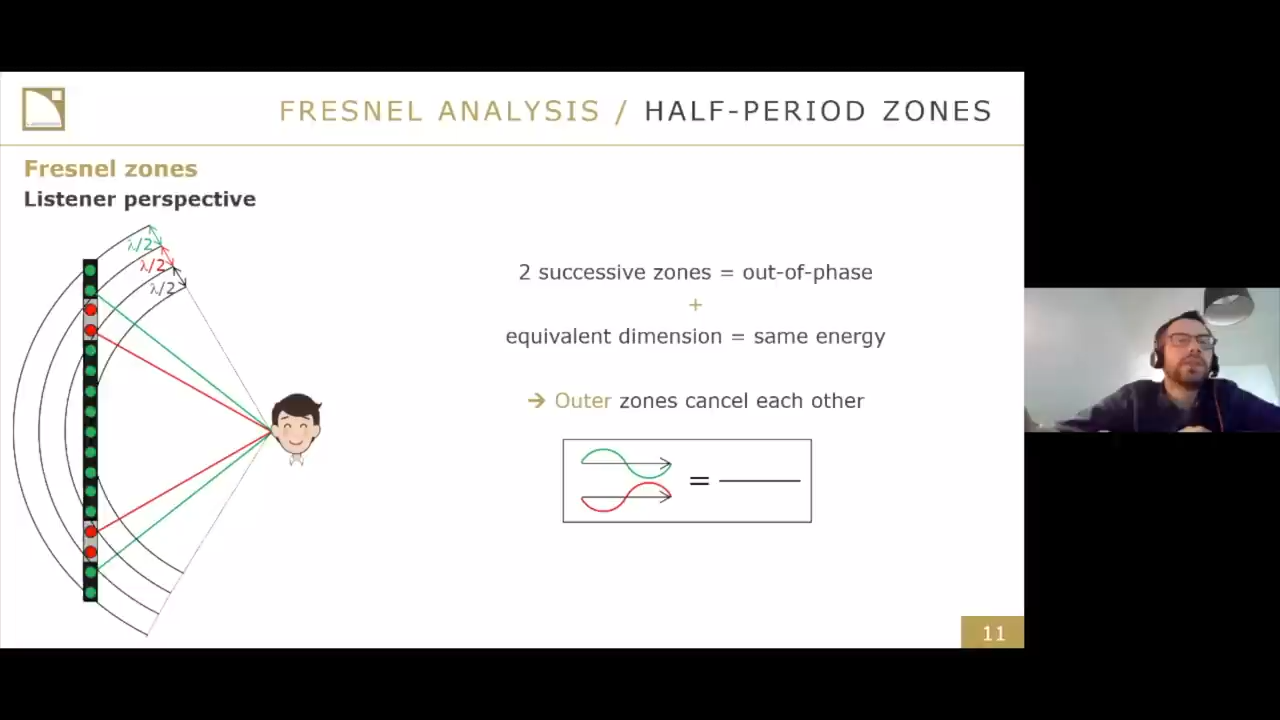 FRESNEL ANALYSIS / HALF-PERIOD ZONES
Fresnel zones
Listener perspective
λ/2
λ/2
λ/2
2 successive zones = out-of-phase
+
equivalent dimension = same energy
→ Outer zones cancel each other
=
11